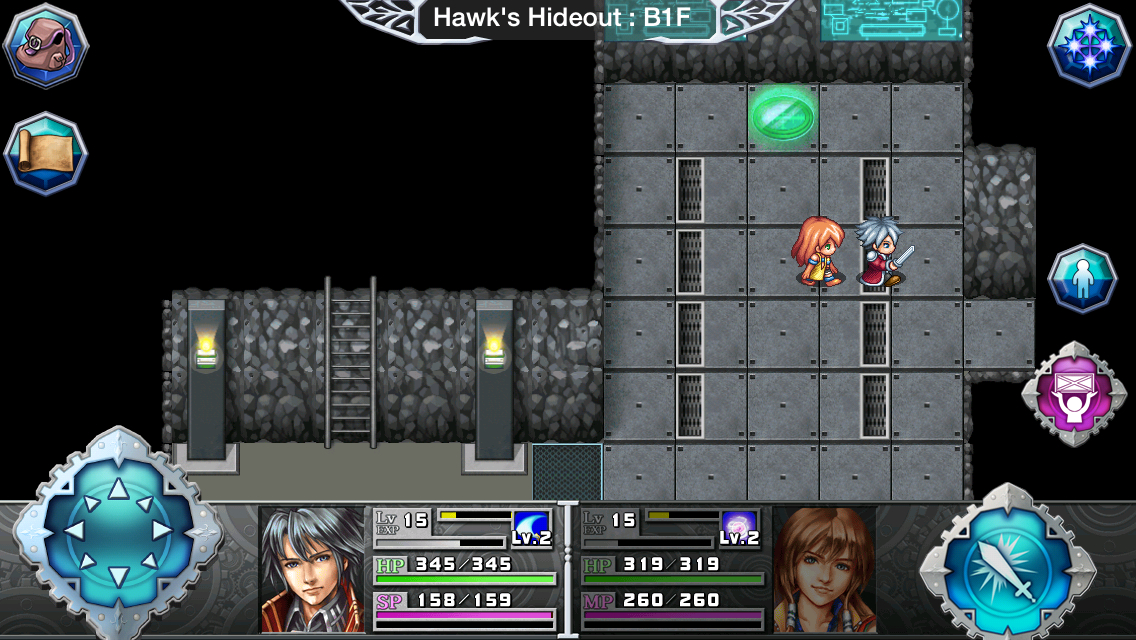 Hawk's Hideout : B1F
Lv 15
EXP
Lv.2
HP 345/345
SP 158/159
Lv 15
EXP
Lv.2
HP 319/319
MP 260/260